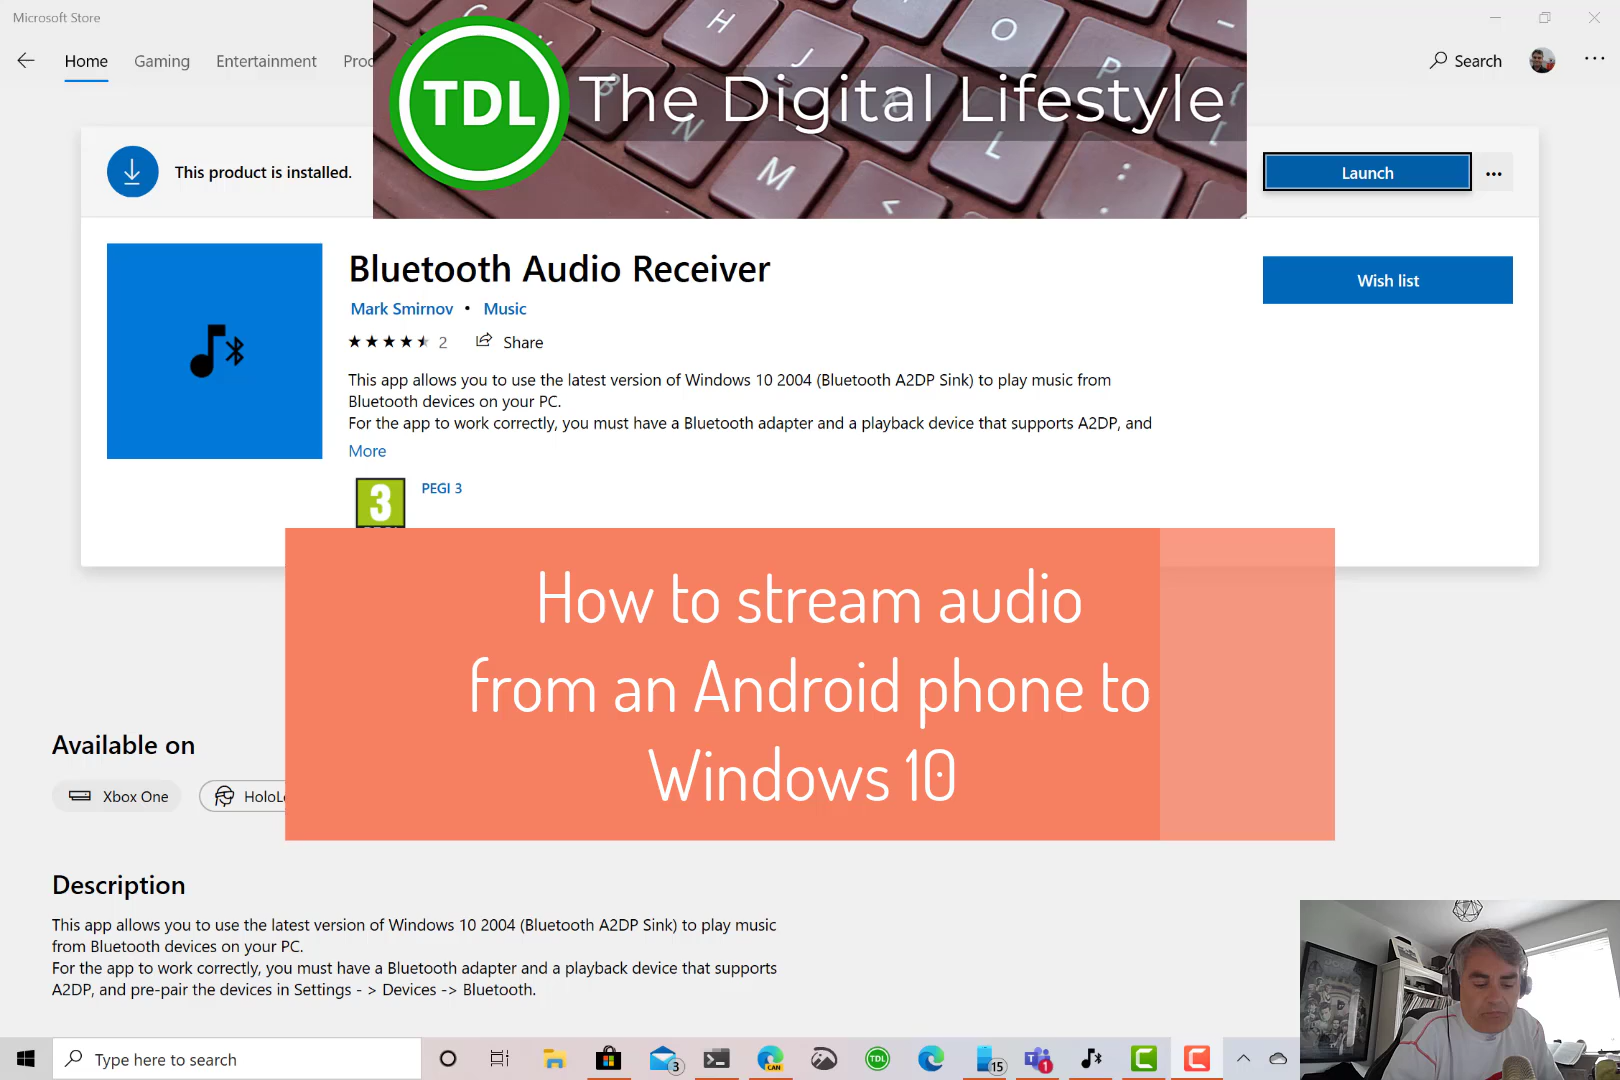 Microsoft Store
Home Gaming Entertainment Proc
Search
TDL The Digital Lifestyle
This product is installed.
Launch
Bluetooth Audio Receiver
Wish list
Mark Smirnov • Music
2 Share
This app allows you to use the latest version of Windows 10 2004 (Bluetooth A2DP Sink) to play music from
Bluetooth devices on your PC.
For the app to work correctly, you must have a Bluetooth adapter and a playback device that supports A2DP, and
More
3 PEGI 3
How to stream audio
from an Android phone to
Windows 10
Available on
Xbox One HoloL
Description
This app allows you to use the latest version of Windows 10 2004 (Bluetooth A2DP Sink) to play music
from Bluetooth devices on your PC.
For the app to work correctly, you must have a Bluetooth adapter and a playback device that supports
A2DP, and pre-pair the devices in Settings - > Devices -> Bluetooth.
Type here to search
3 CAN TDL 15 1